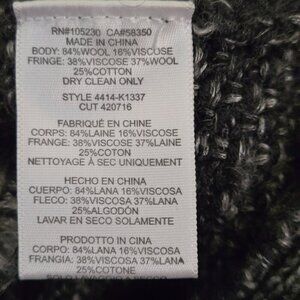 RN#105230 CA#58350
MADE IN CHINA
BODY: 84%WOOL 16%VISCOSE
FRINGE: 38%VISCOSE 37%WOOL
25%COTTON
DRY CLEAN ONLY
STYLE 4414-K1337
CUT 420716
FABRIQUÉ EN CHINE
CORPS: 84%LAINE 16%VISCOSE
FRANGE: 38%VISCOSE 37%LAINE
25%COTON
NETTOYAGE À SEC UNIQUEMENT
HECHO EN CHINA
CUERPO: 84%LANA 16%VISCOSA
FLECO: 38%VISCOSA 37%LANA
25%ALGODÓN
LAVAR EN SECO SOLAMENTE
PRODOTTO IN CINA
CORPO: 84%LANA 16%VISCOSA
FRANGIA: 38%VISCOSA 37%LANA
25%COTONE
SOLO LAVAGGIO A SECCO